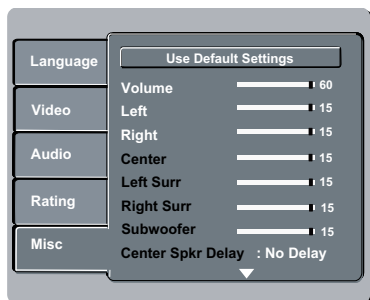 Language
Video
Audio
Rating
Misc
Use Default Settings
Volume 60
Left 15
Right 15
Center 15
Left Surr 15
Right Surr 15
Subwoofer 15
Center Spkr Delay : No Delay